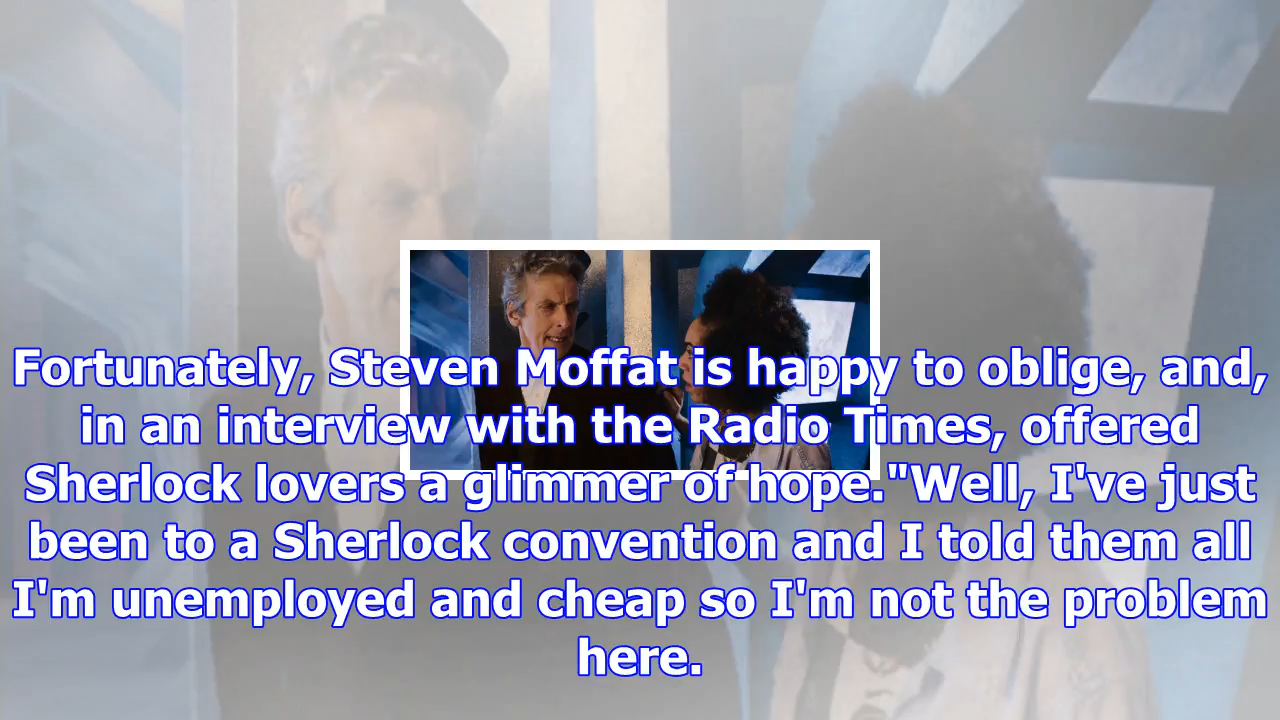 Fortunately, Steven Moffat is happy to oblige, and,
in an interview with the Radio Times, offered
Sherlock lovers a glimmer of hope."Well, I've just
been to a Sherlock convention and I told them all
I'm unemployed and cheap so I'm not the problem
here.